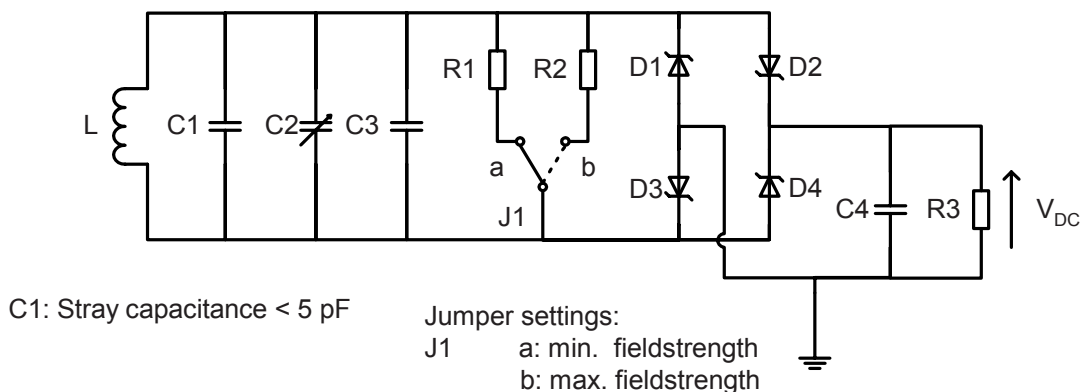 R1
R2
D1
D2
L
C1
C2
C3
a
b
D3
D4
C4
R3
V_DC
J1
C1: Stray capacitance < 5 pF
Jumper settings:
J1 a: min. fieldstrength
b: max. fieldstrength